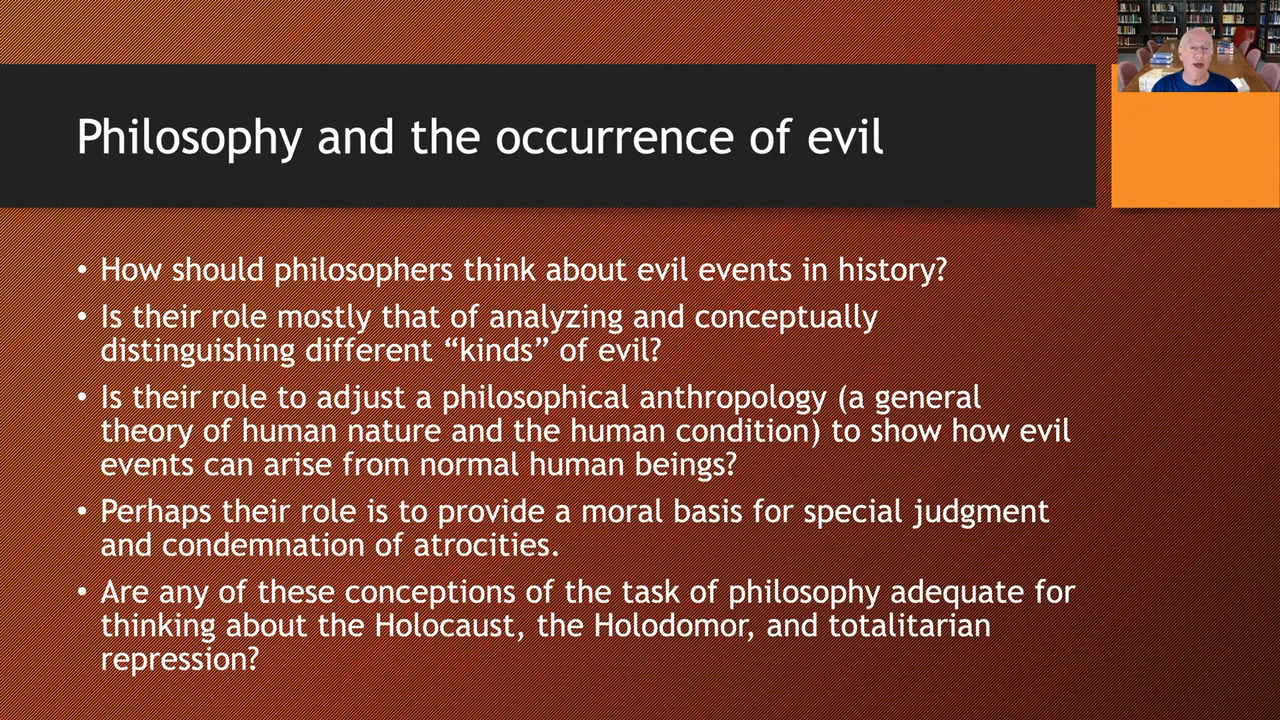 Philosophy and the occurrence of evil
• How should philosophers think about evil events in history?
• Is their role mostly that of analyzing and conceptually
distinguishing different “kinds” of evil?
• Is their role to adjust a philosophical anthropology (a general
theory of human nature and the human condition) to show how evil
events can arise from normal human beings?
• Perhaps their role is to provide a moral basis for special judgment
and condemnation of atrocities.
• Are any of these conceptions of the task of philosophy adequate for
thinking about the Holocaust, the Holodomor, and totalitarian
repression?